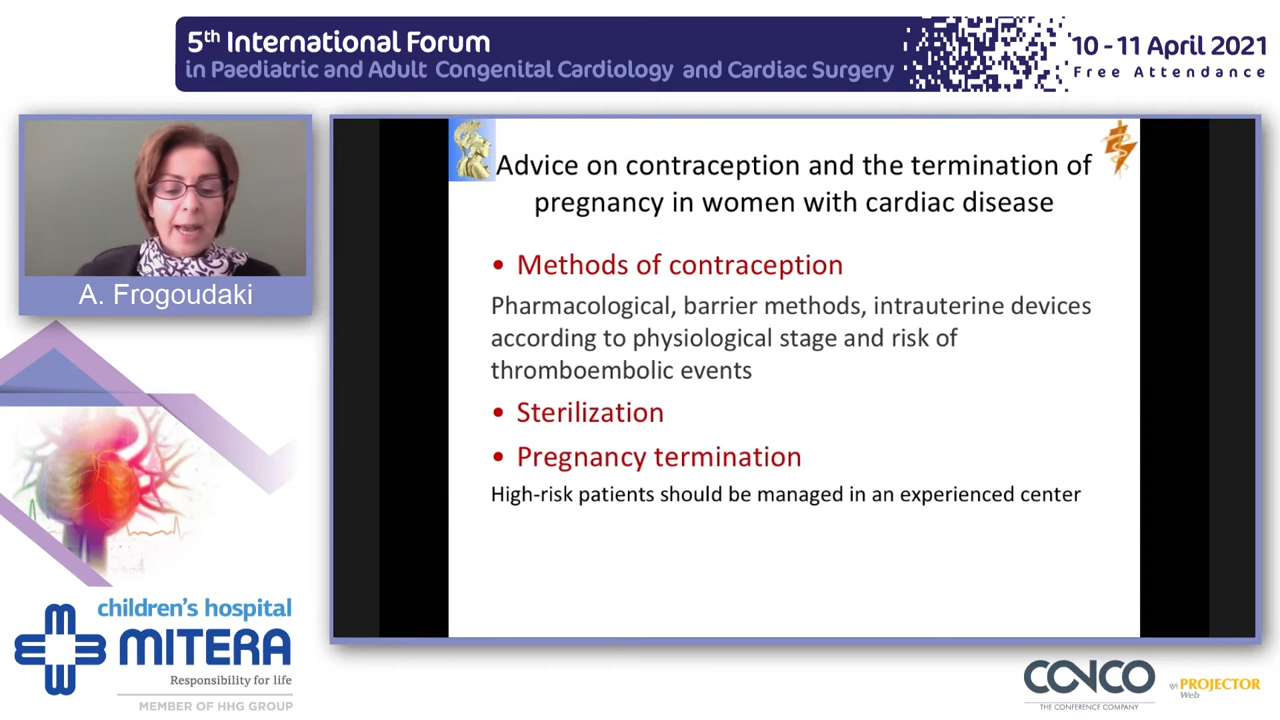 5th International Forum
in Paediatric and Adult Congenital Cardiology and Cardiac Surgery
10 - 11 April 2021
Free Attendance
A. Frogoudaki
Advice on contraception and the termination of
pregnancy in women with cardiac disease
• Methods of contraception
Pharmacological, barrier methods, intrauterine devices
according to physiological stage and risk of
thromboembolic events
• Sterilization
• Pregnancy termination
High-risk patients should be managed in an experienced center
children's hospital
MITERA
Responsibility for life
MEMBER OF HHG GROUP
CONCO
THE CONFERENCE COMPANY
BY PROJECTOR
Web